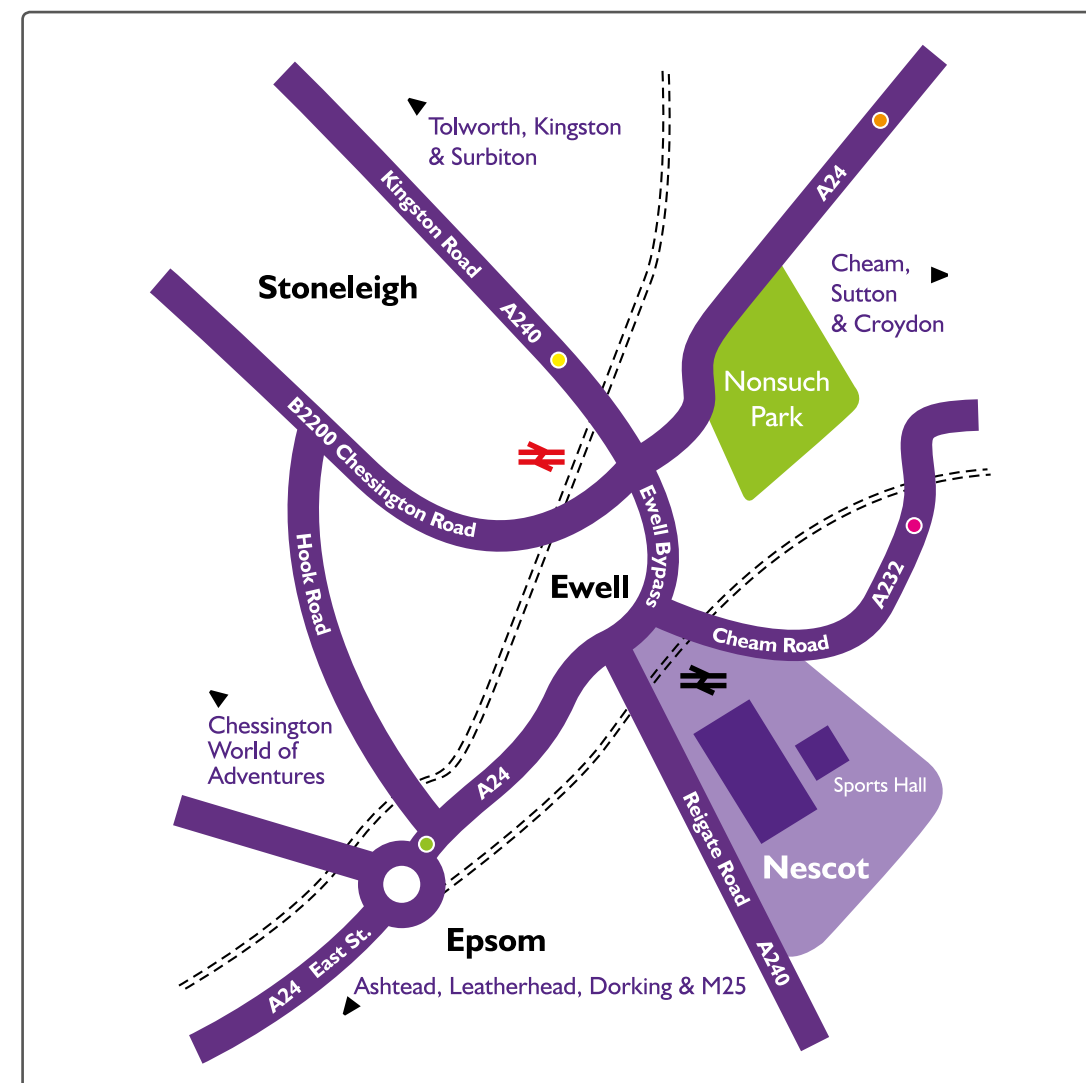 Tolworth, Kingston
& Surbiton
A24
Kingston Road
Cheam,
Sutton
& Croydon
Stoneleigh
A240
Nonsuch
Park
B2200 Chessington Road
Ewell Bypass
Hook Road
Ewell
A232
Cheam Road
Chessington
World of
Adventures
A24
Sports Hall
Reigate Road
Nescot
Epsom
A24 East St.
A240
Ashtead, Leatherhead, Dorking & M25